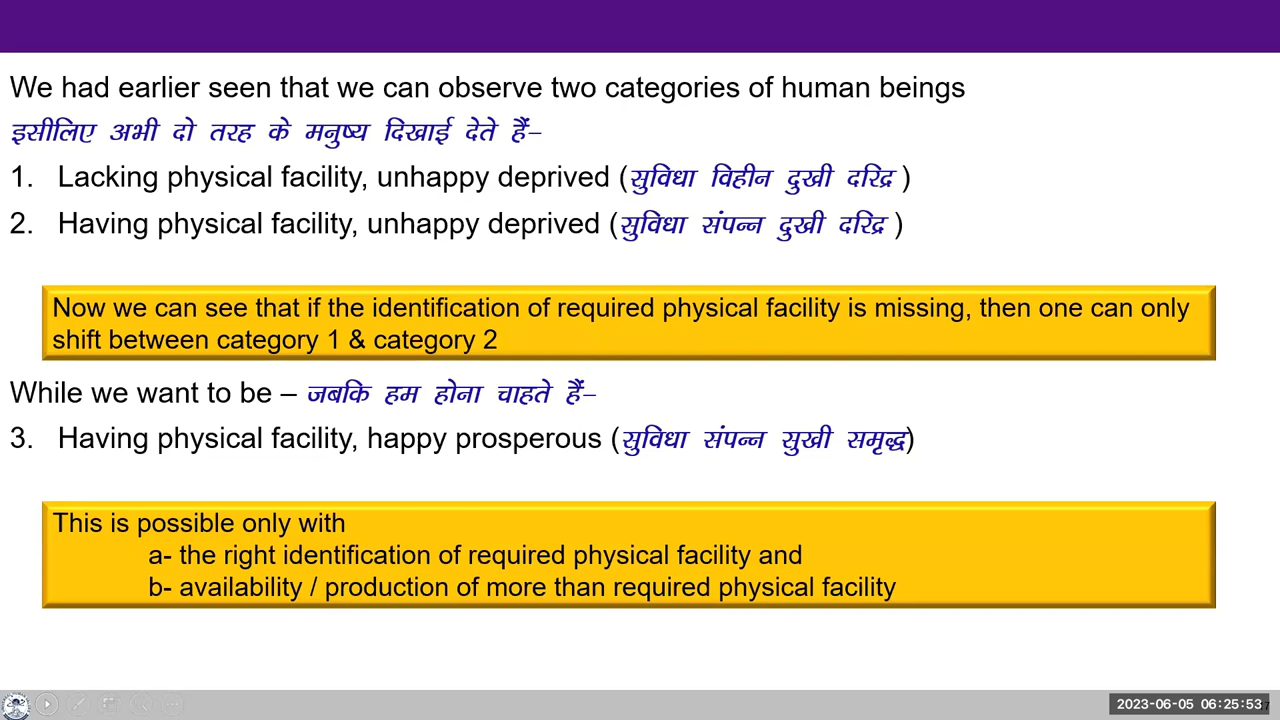 We had earlier seen that we can observe two categories of human beings
इसीलिए अभी दो तरह के मनुष्य दिखाई देते हैं–
1. Lacking physical facility, unhappy deprived (सुविधा विहीन दुखी दरिद्र )
2. Having physical facility, unhappy deprived (सुविधा संपन्न दुखी दरिद्र )
Now we can see that if the identification of required physical facility is missing, then one can only
shift between category 1 & category 2
While we want to be – जबकि हम होना चाहते हैं–
3. Having physical facility, happy prosperous (सुविधा संपन्न सुखी समृद्ध)
This is possible only with
a- the right identification of required physical facility and
b- availability / production of more than required physical facility
2023-06-05 06:25:53